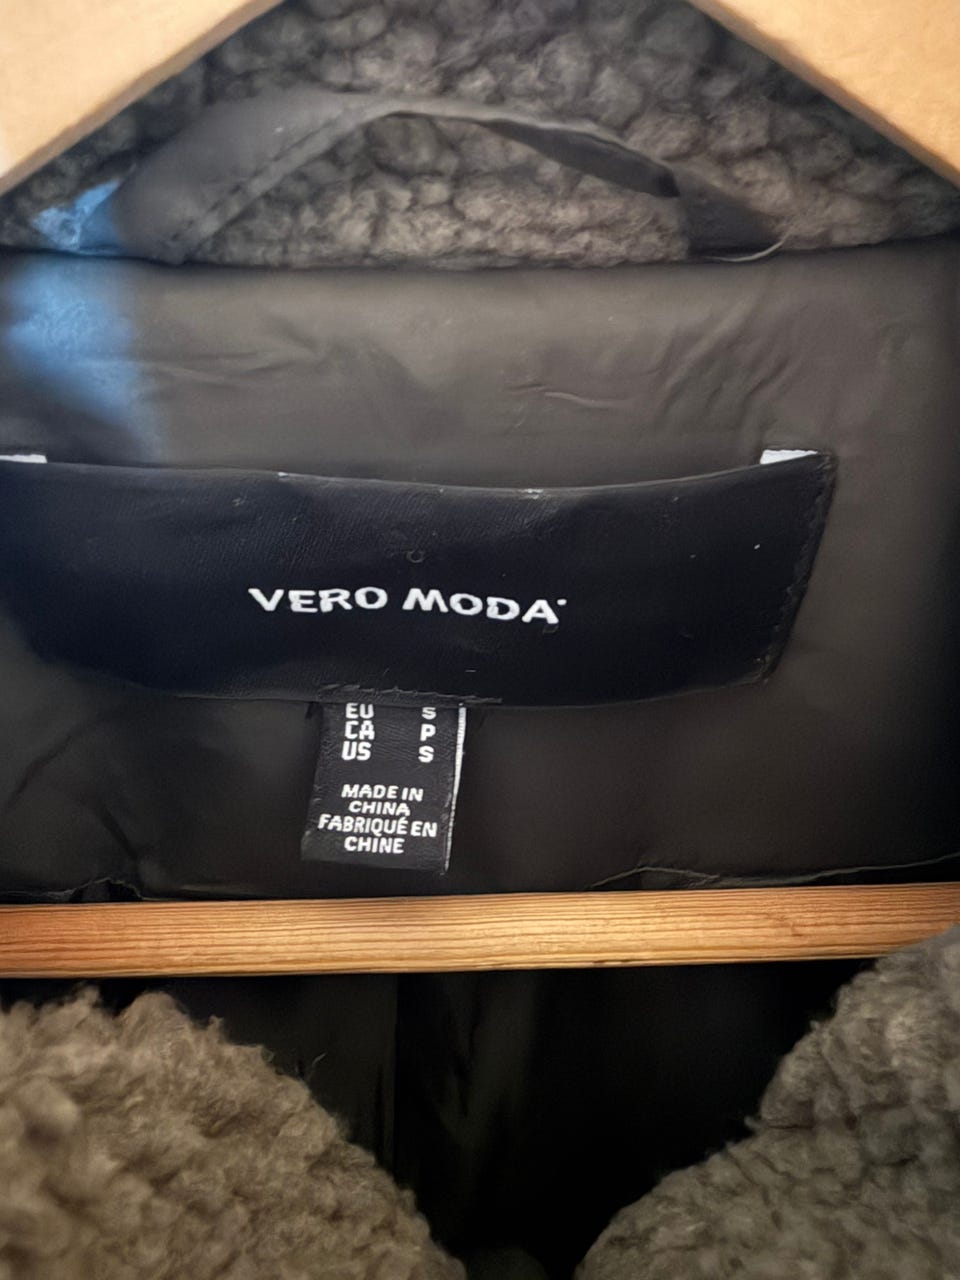 VERO MODA
EU S
CA P
US S
MADE IN
CHINA
FABRIQUÉ EN
CHINE